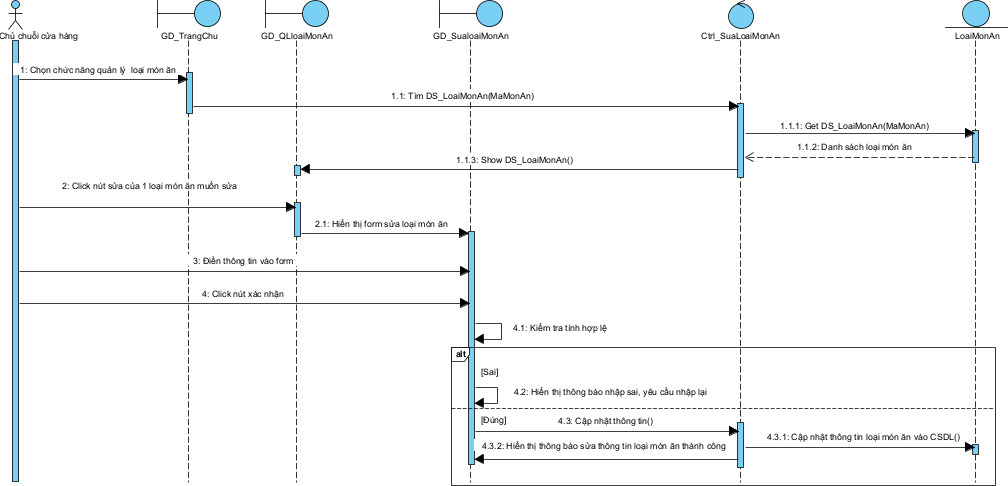 Chủ chuỗi cửa hàng
GD_TrangChu
GD_QLloaiMonAn
GD_SualoaiMonAn
Ctrl_SuaLoaiMonAn
LoaiMonAn
1: Chọn chức năng quản lý loại món ăn
1.1: Tìm DS_LoaiMonAn(MaMonAn)
1.1.1: Get DS_LoaiMonAn(MaMonAn)
1.1.2: Danh sách loại món ăn
1.1.3: Show DS_LoaiMonAn()
2: Click nút sửa của 1 loại món ăn muốn sửa
2.1: Hiển thị form sửa loại món ăn
3: Điền thông tin vào form
4: Click nút xác nhận
4.1: Kiểm tra tính hợp lệ
alt
[Sai]
4.2: Hiển thị thông báo nhập sai, yêu cầu nhập lại
[Đúng]
4.3: Cập nhật thông tin()
4.3.1: Cập nhật thông tin loại món ăn vào CSDL()
4.3.2: Hiển thị thông báo sửa thông tin loại món ăn thành công